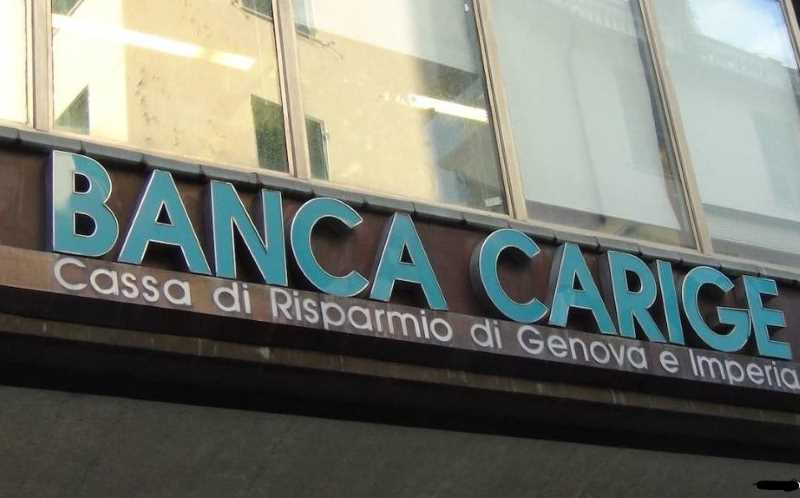 BANCA CARIGE
Cassa di Risparmio di Genova e Imperia